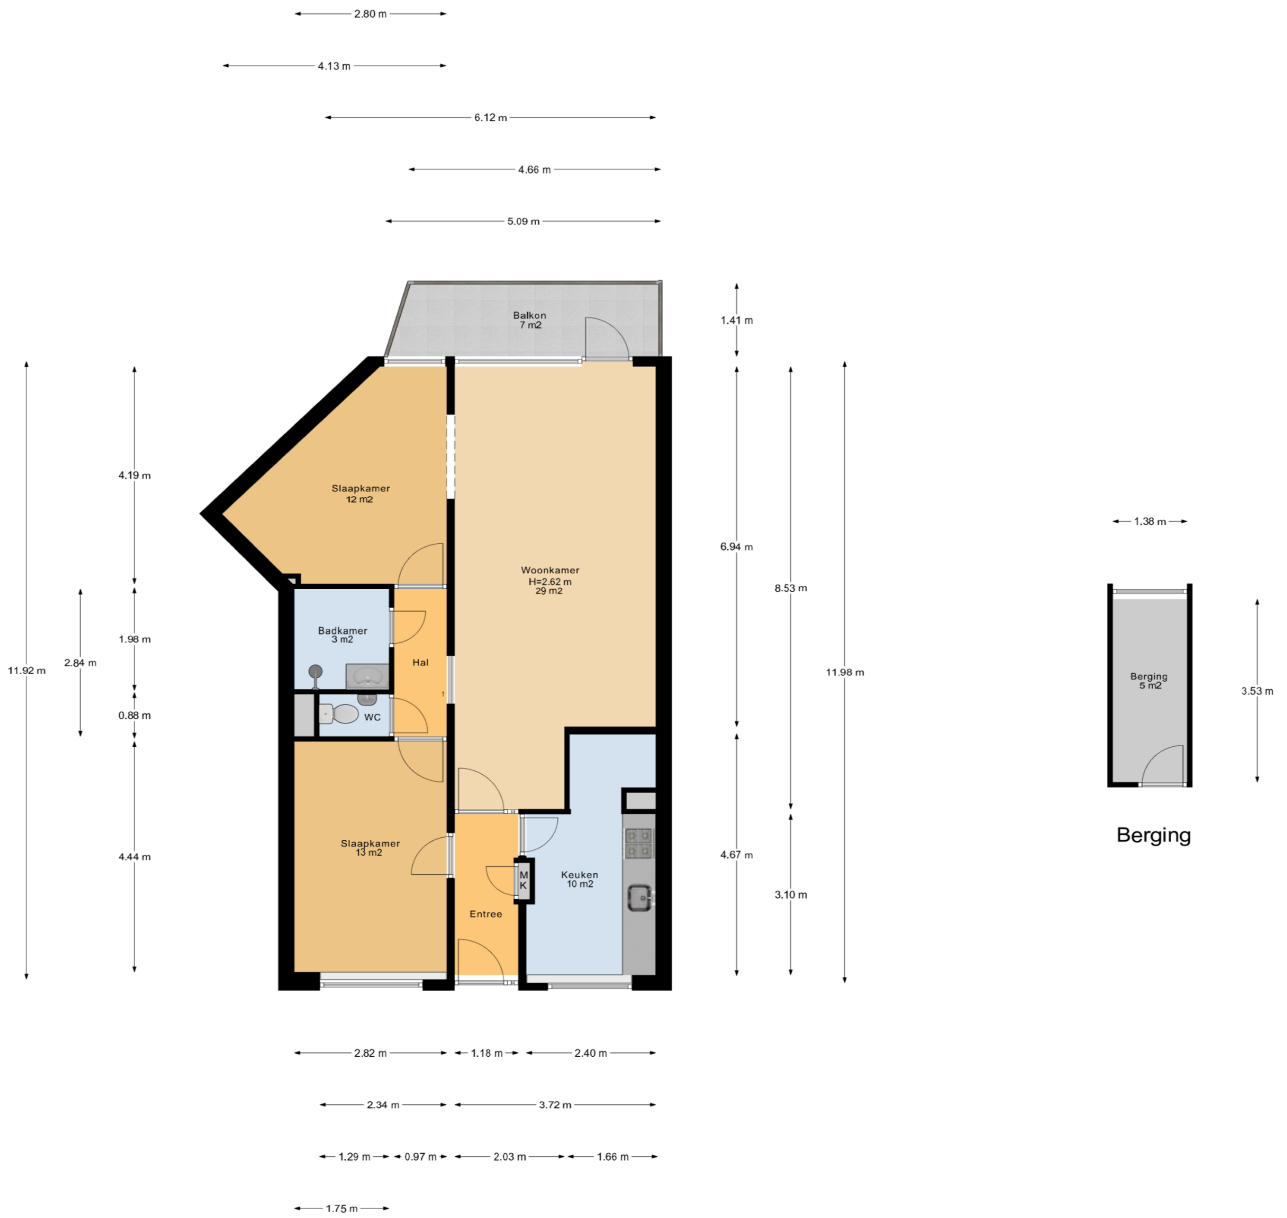 2.80 m
4.13 m
6.12 m
4.66 m
5.09 m
Balkon
7 m2
1.41 m
4.19 m
Slaapkamer
12 m2
1.38 m
6.94 m
Woonkamer
H=2.62 m
29 m2
8.53 m
Badkamer
3 m2
1.98 m
2.84 m
11.92 m
Hal
11.98 m
Berging
5 m2
3.53 m
1
0.88 m
WC
Berging
Slaapkamer
13 m2
4.44 m
4.67 m
M
K
Keuken
10 m2
3.10 m
Entree
2.82 m
1.18 m
2.40 m
2.34 m
3.72 m
1.29 m
0.97 m
2.03 m
1.66 m
1.75 m